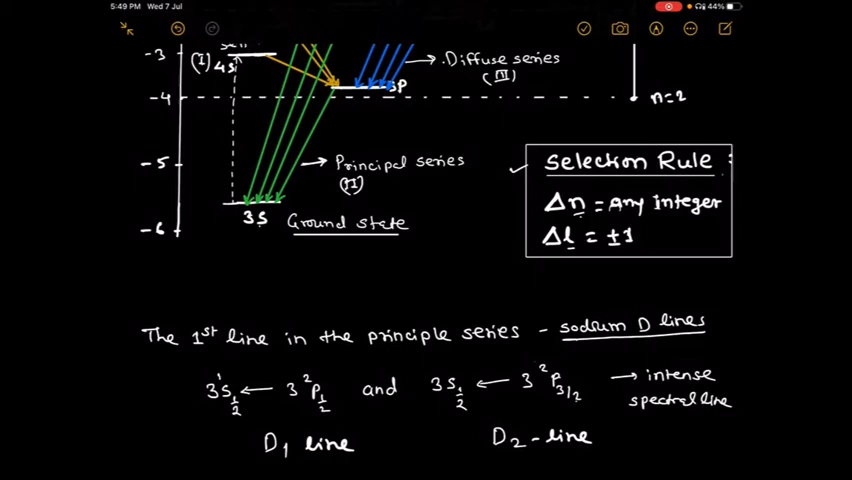 5:49 PM Wed 7 Jul
44%
-3
(I) 4s
Diffuse series
(III)
3P
-4
n=2
-5
Principal series
(II)
Selection Rule :
Δn = Any integer
Δl = ±1
3S
Ground state
-6
The 1st line in the principle series - sodium D lines
3¹S½ ← 3²P½ and 3S½ ← 3²P3/2 → intense
spectral line
D1 line
D2-line